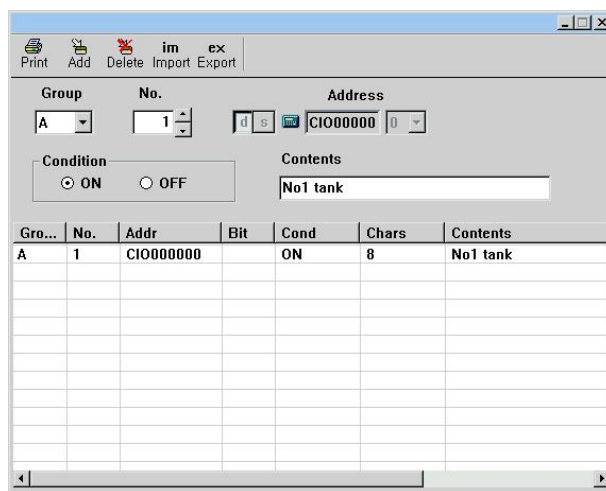 im ex
Print Add Delete Import Export
Group No. Address
A 1 d s CIO00000 0
Condition
ON OFF
Contents
No1 tank
Gro... No. Addr Bit Cond Chars Contents
A 1 CIO000000 ON 8 No1 tank